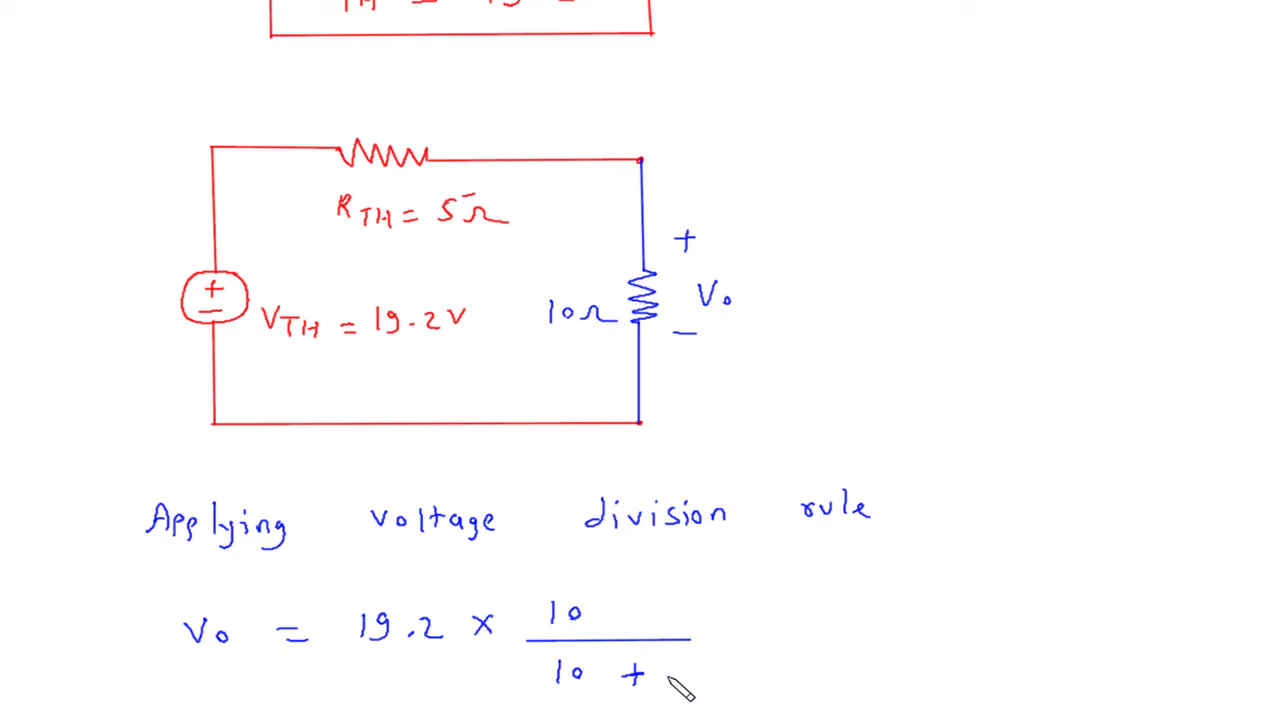 R_TH = 5Ω
+
+
−
V_TH = 19.2V
10Ω
V₀
−
Applying voltage division rule
V₀ = 19.2 × 10
10 +